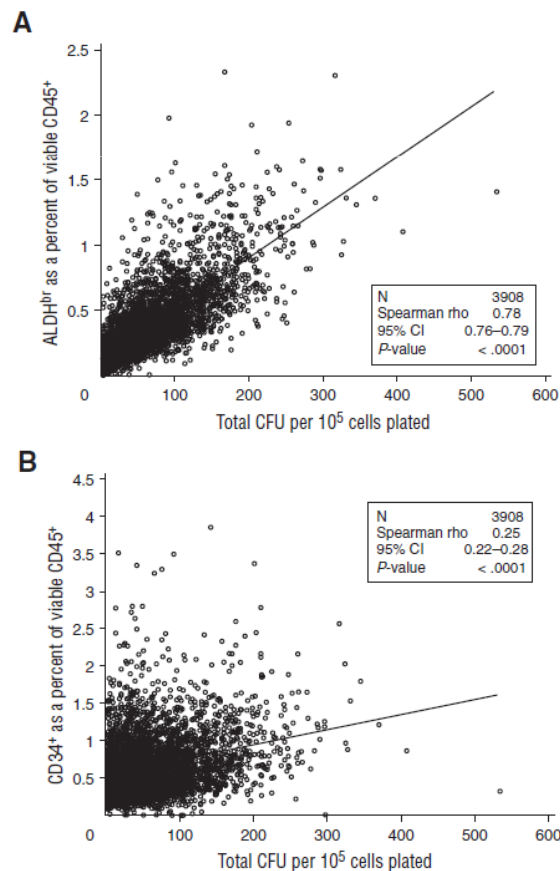 A
2.5
2
1.5
1
0.5
ALDHbr as a percent of viable CD45+
N 3908
Spearman rho 0.78
95% CI 0.76–0.79
P-value < .0001
100 200 300 400 500 600
Total CFU per 10⁵ cells plated
B
4.5
4
3.5
3
2.5
2
1.5
1
0.5
CD34+ as a percent of viable CD45+
N 3908
Spearman rho 0.25
95% CI 0.22–0.28
P-value < .0001
0 100 200 300 400 500 600
Total CFU per 10⁵ cells plated